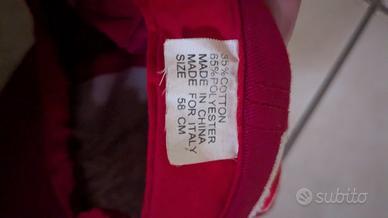 35%COTTON
65%POLYESTER
MADE IN CHINA
MADE FOR ITALY
SIZE 58 CM
subito